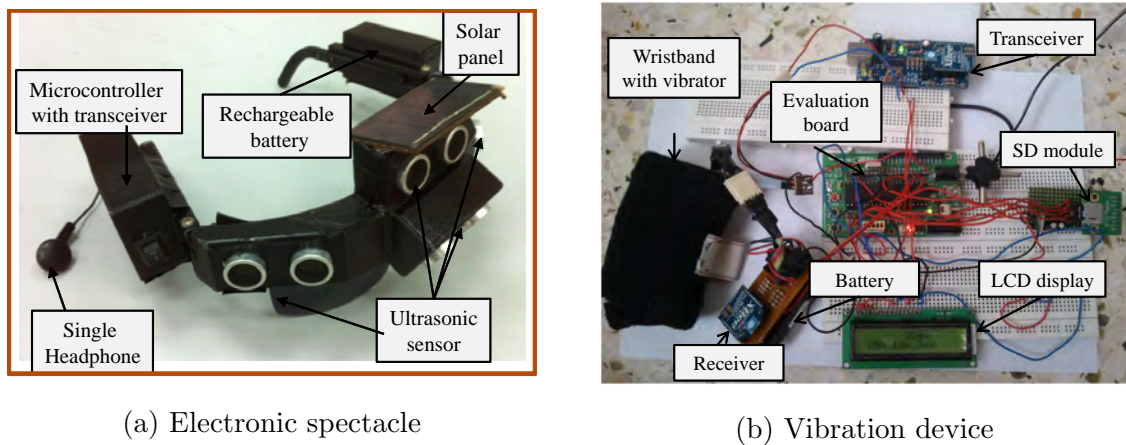 Solar
panel
Microcontroller
with transceiver
Rechargeable
battery
Single
Headphone
Ultrasonic
sensor
(a) Electronic spectacle
Wristband
with vibrator
Transceiver
Evaluation
board
SD module
Battery
LCD display
Receiver
(b) Vibration device